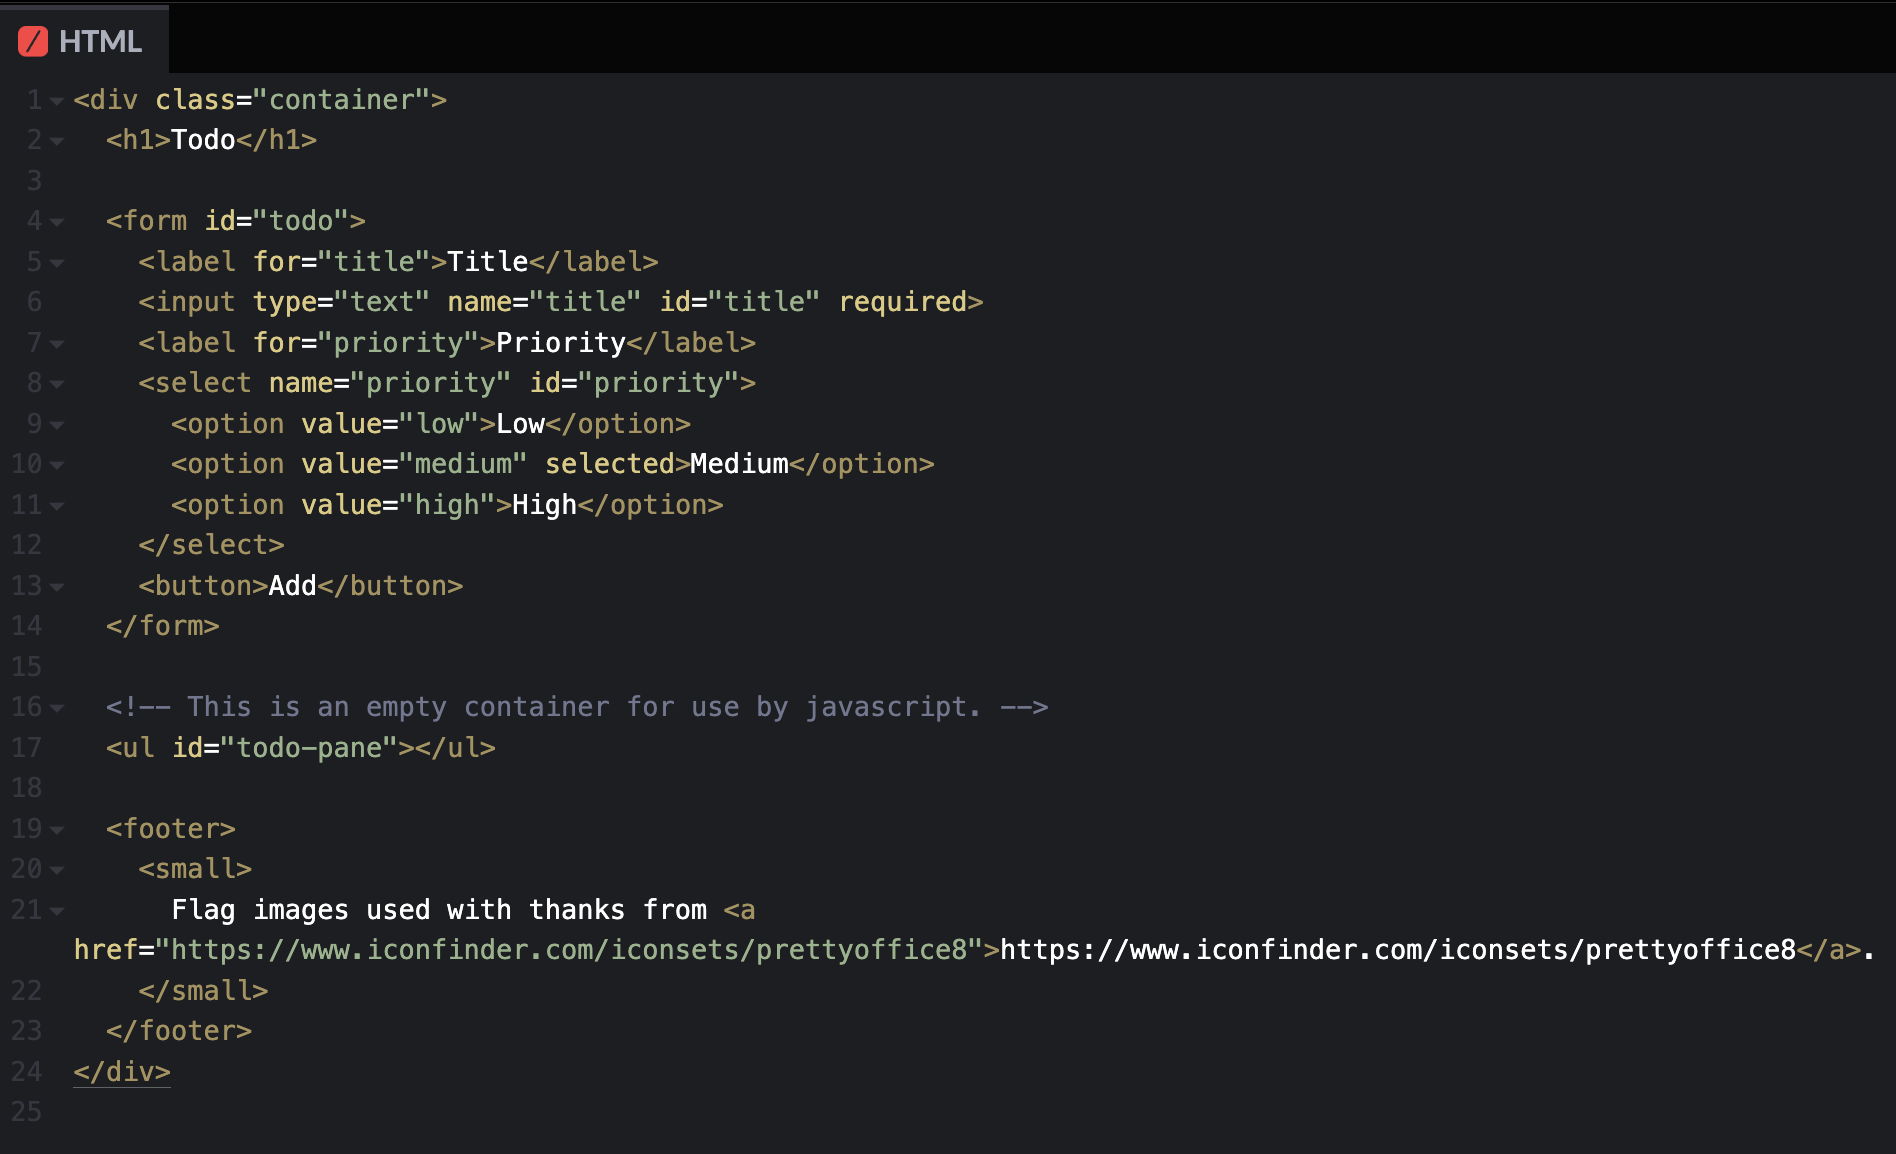 HTML
1 <div class="container">
2   <h1>Todo</h1>
3
4   <form id="todo">
5     <label for="title">Title</label>
6     <input type="text" name="title" id="title" required>
7     <label for="priority">Priority</label>
8     <select name="priority" id="priority">
9       <option value="low">Low</option>
10       <option value="medium" selected>Medium</option>
11       <option value="high">High</option>
12     </select>
13     <button>Add</button>
14   </form>
15
16   <!-- This is an empty container for use by javascript. -->
17   <ul id="todo-pane"></ul>
18
19   <footer>
20     <small>
21       Flag images used with thanks from <a
href="https://www.iconfinder.com/iconsets/prettyoffice8">https://www.iconfinder.com/iconsets/prettyoffice8</a>.
22     </small>
23   </footer>
24 </div>
25